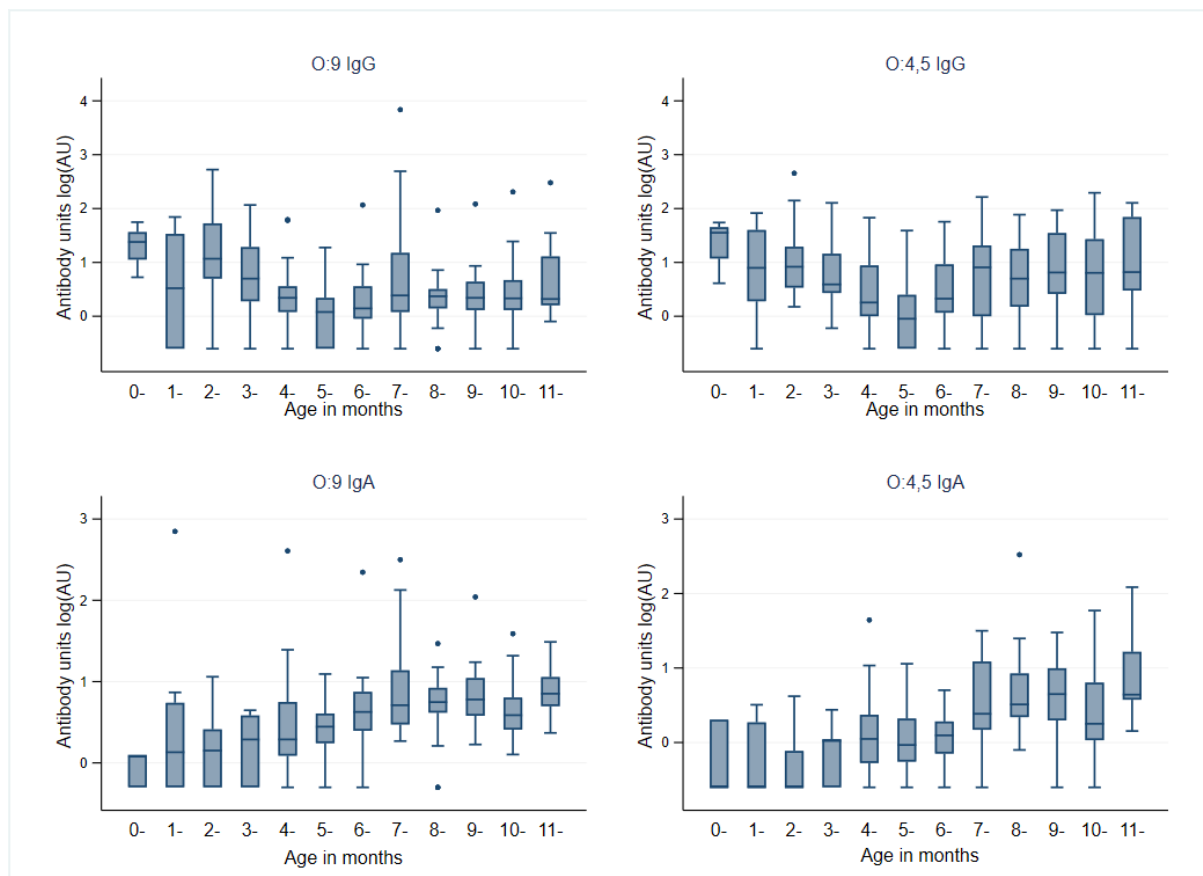 O:9 IgG
Antibody units log(AU)
4
3
2
1
0
0- 1- 2- 3- 4- 5- 6- 7- 8- 9- 10- 11-
Age in months
O:4,5 IgG
Antibody units log(AU)
4
3
2
1
0
0- 1- 2- 3- 4- 5- 6- 7- 8- 9- 10- 11-
Age in months
O:9 IgA
Antibody units log(AU)
3
2
1
0
0- 1- 2- 3- 4- 5- 6- 7- 8- 9- 10- 11-
Age in months
O:4,5 IgA
Antibody units log(AU)
3
2
1
0
0- 1- 2- 3- 4- 5- 6- 7- 8- 9- 10- 11-
Age in months